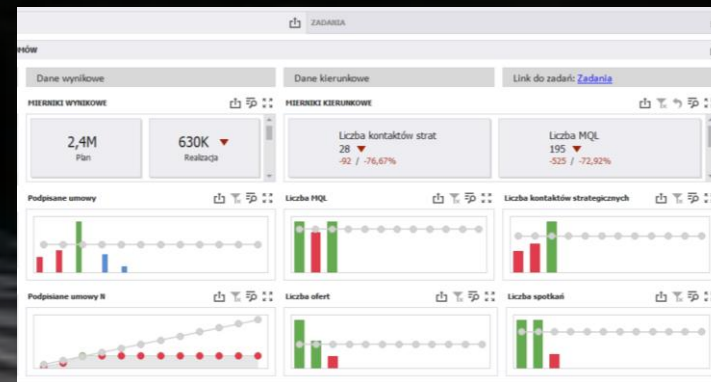 ZADANIA
MÓW
Dane wynikowe
Dane kierunkowe
Link do zadań: Zadania
MIERNIKI WYNIKOWE
MIERNIKI KIERUNKOWE
2,4M
Plan
630K
Realizacja
Liczba kontaktów strat
28
-92 / -76,67%
Liczba MQL
195
-525 / -72,92%
Podpisane umowy
Liczba MQL
Liczba kontaktów strategicznych
Podpisiane umowy N
Liczba ofert
Liczba spotkań